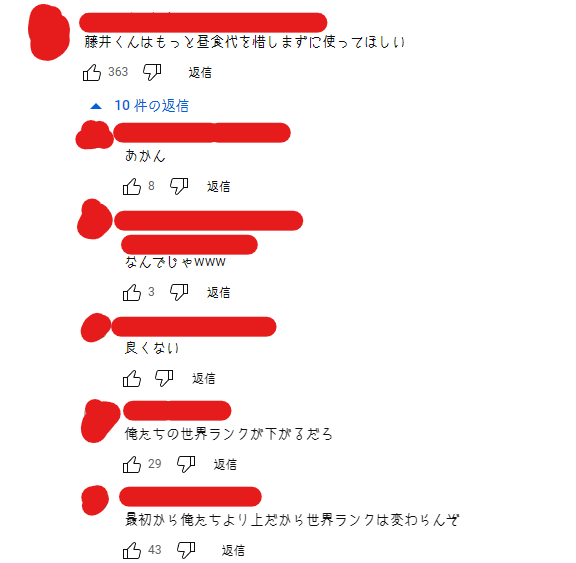 藤井くんはもっと昼食代を惜しまずに使ってほしい
363 返信
10 件の返信
あかん
8 返信
なんでじゃwww
3 返信
良くない
返信
俺たちの世界ランクが下がるだろ
29 返信
最初から俺たちより上だから世界ランクは変わらんぞ
43 返信